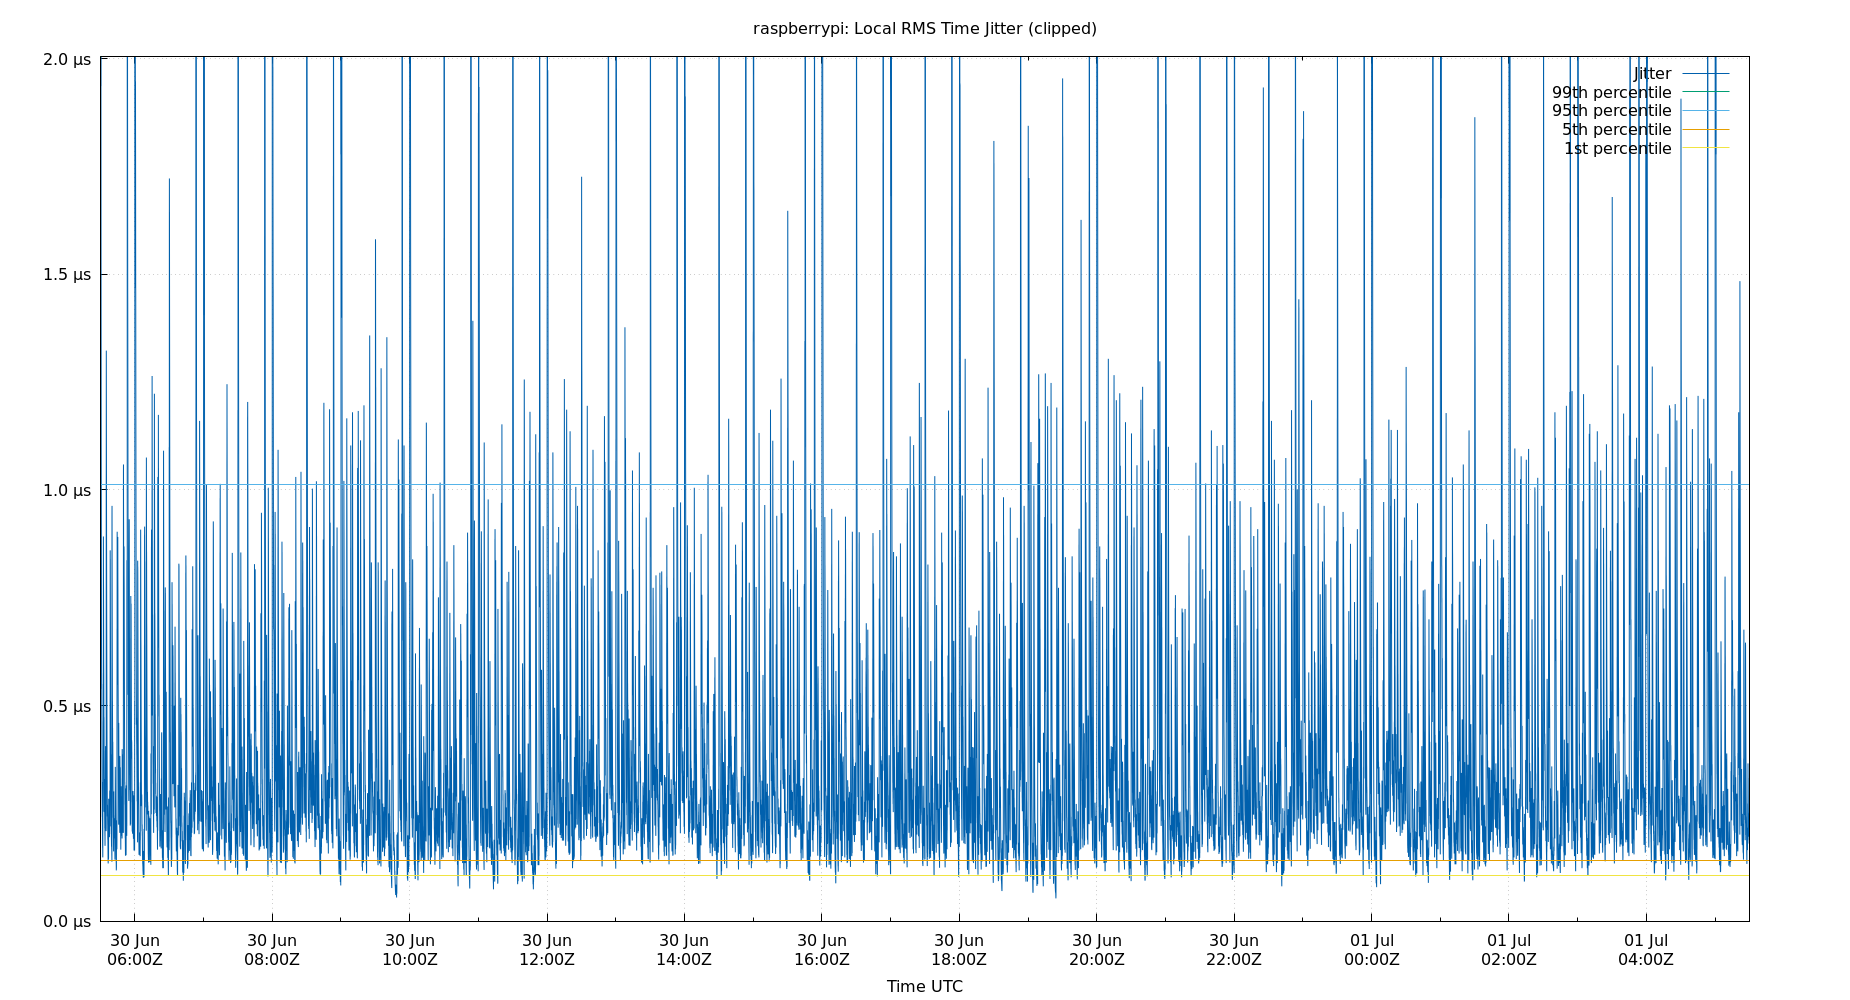 raspberrypi: Local RMS Time Jitter (clipped)
2.0 µs
1.5 µs
1.0 µs
0.5 µs
0.0 µs
Jitter
99th percentile
95th percentile
5th percentile
1st percentile
30 Jun 30 Jun 30 Jun 30 Jun 30 Jun 30 Jun 30 Jun 30 Jun 30 Jun 01 Jul 01 Jul 01 Jul
06:00Z 08:00Z 10:00Z 12:00Z 14:00Z 16:00Z 18:00Z 20:00Z 22:00Z 00:00Z 02:00Z 04:00Z
Time UTC